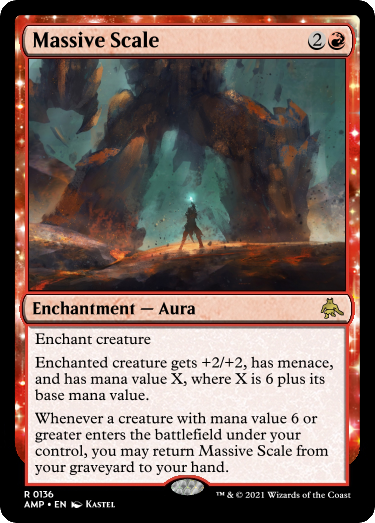 Massive Scale 2
Enchantment — Aura
Enchant creature
Enchanted creature gets +2/+2, has menace,
and has mana value X, where X is 6 plus its
base mana value.
Whenever a creature with mana value 6 or
greater enters the battlefield under your
control, you may return Massive Scale from
your graveyard to your hand.
R 0136
AMP • EN Kastel
™ & © 2021 Wizards of the Coast